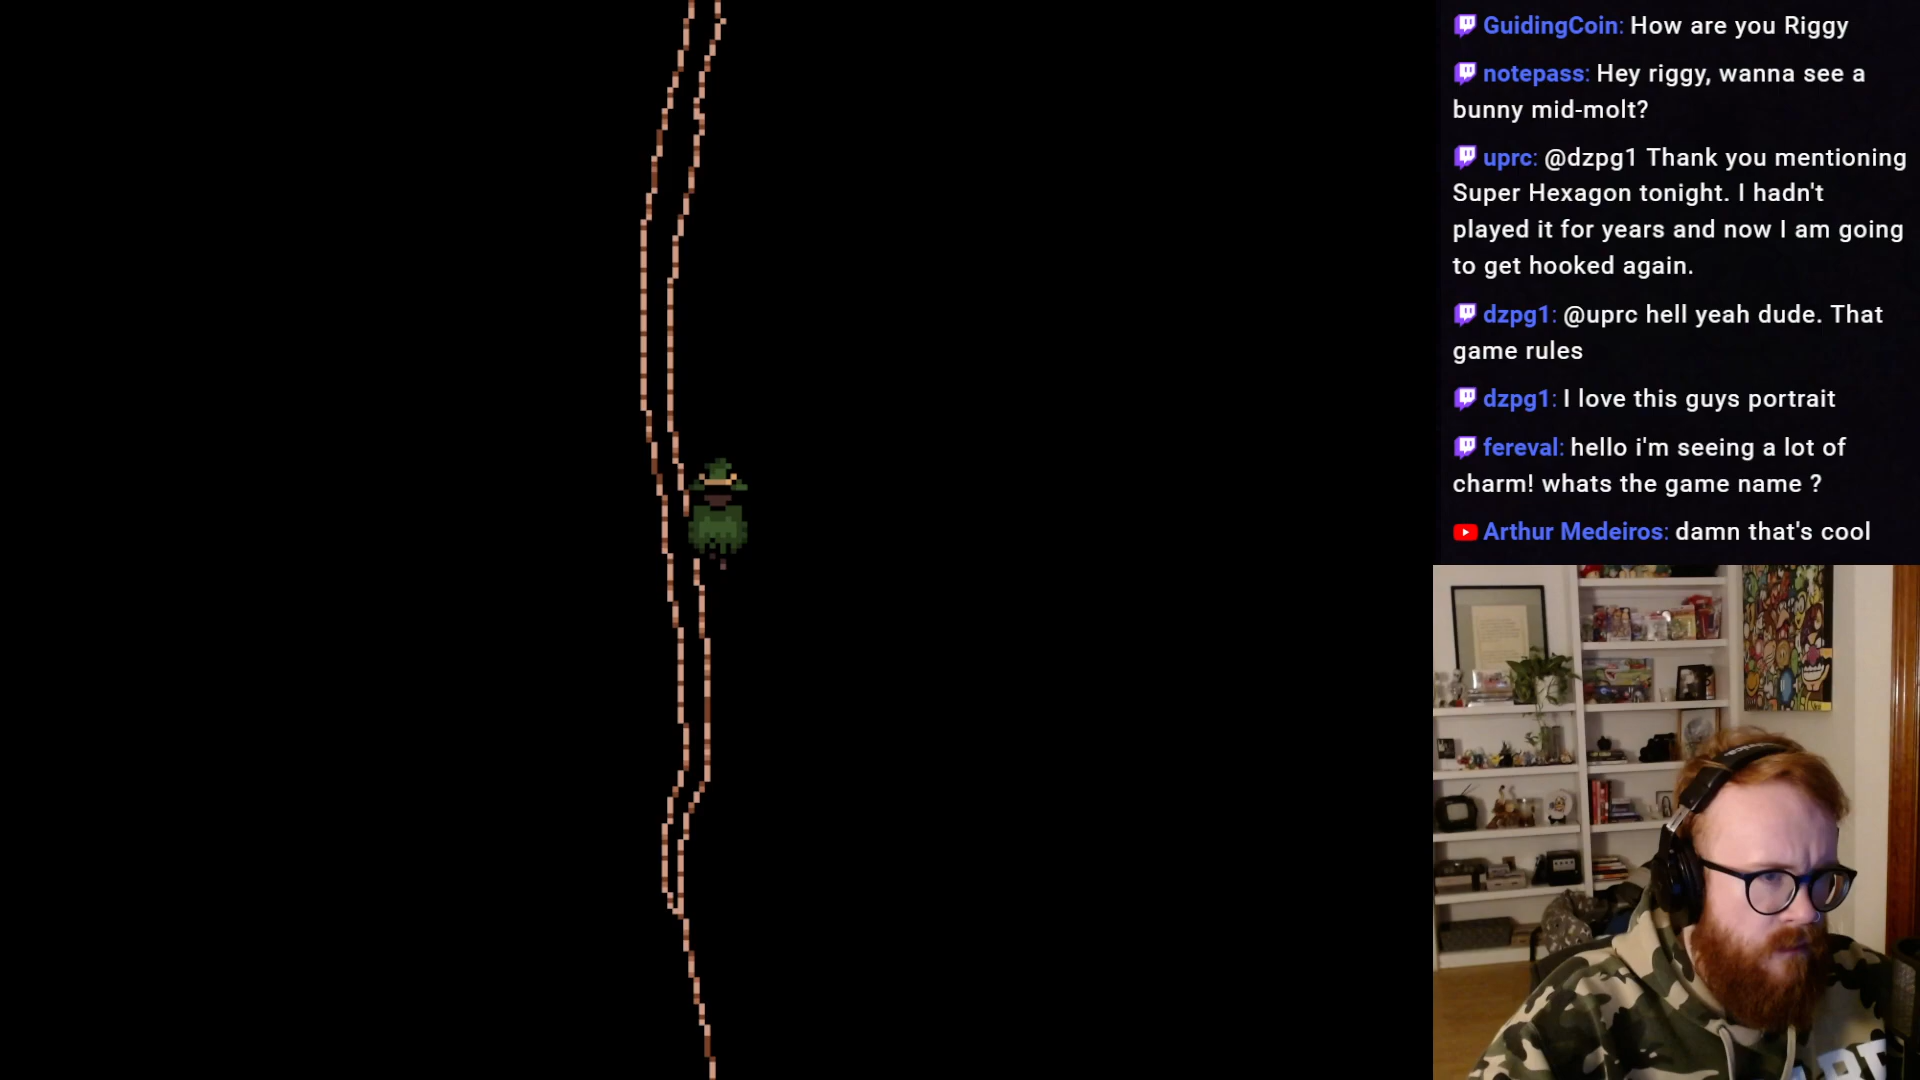 GuidingCoin: How are you Riggy
notepass: Hey riggy, wanna see a
bunny mid-molt?
uprc: @dzpg1 Thank you mentioning
Super Hexagon tonight. I hadn't
played it for years and now I am going
to get hooked again.
dzpg1: @uprc hell yeah dude. That
game rules
dzpg1: I love this guys portrait
fereval: hello i'm seeing a lot of
charm! whats the game name ?
Arthur Medeiros: damn that's cool